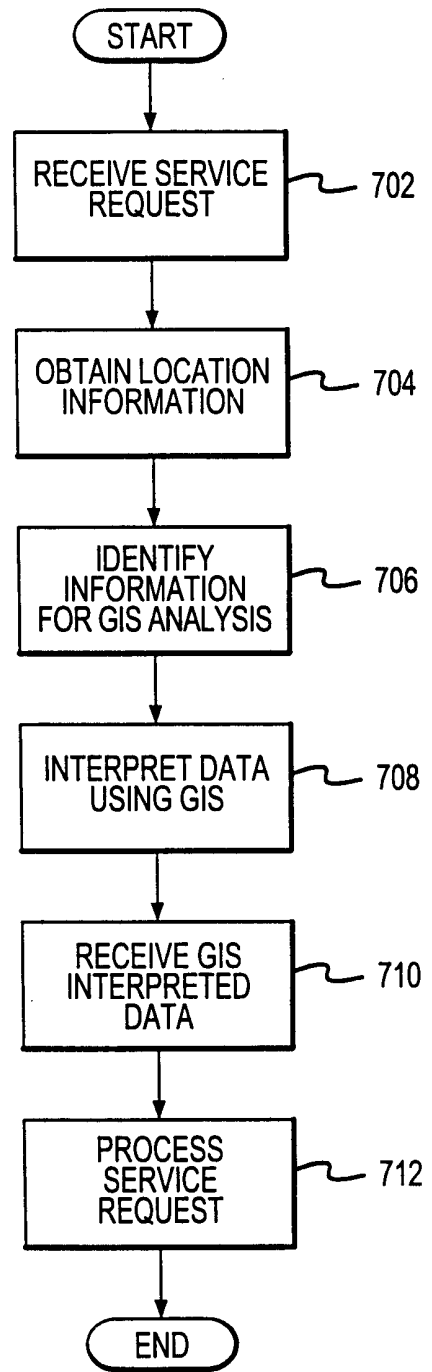 START
RECEIVE SERVICE
REQUEST
702
OBTAIN LOCATION
INFORMATION
704
IDENTIFY
INFORMATION
FOR GIS ANALYSIS
706
INTERPRET DATA
USING GIS
708
RECEIVE GIS
INTERPRETED
DATA
710
PROCESS
SERVICE
REQUEST
712
END